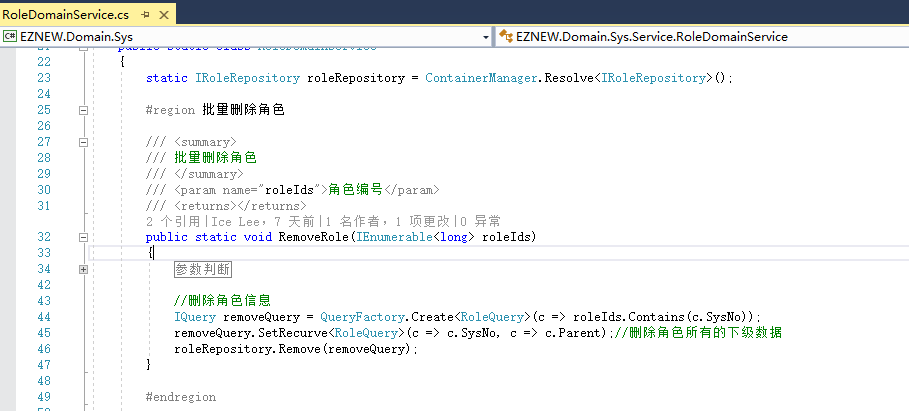 RoleDomainService.cs
EZNEW.Domain.Sys EZNEW.Domain.Sys.Service.RoleDomainService
22 {
23 static IRoleRepository roleRepository = ContainerManager.Resolve<IRoleRepository>();
24
25 #region 批量删除角色
26
27 /// <summary>
28 /// 批量删除角色
29 /// </summary>
30 /// <param name="roleIds">角色编号</param>
31 /// <returns></returns>
2 个引用|Ice Lee，7 天前|1 名作者，1 项更改|0 异常
32 public static void RemoveRole(IEnumerable<long> roleIds)
33 {
34 参数判断
42
43 //删除角色信息
44 IQuery removeQuery = QueryFactory.Create<RoleQuery>(c => roleIds.Contains(c.SysNo));
45 removeQuery.SetRecurve<RoleQuery>(c => c.SysNo, c => c.Parent);//删除角色所有的下级数据
46 roleRepository.Remove(removeQuery);
47 }
48
49 #endregion